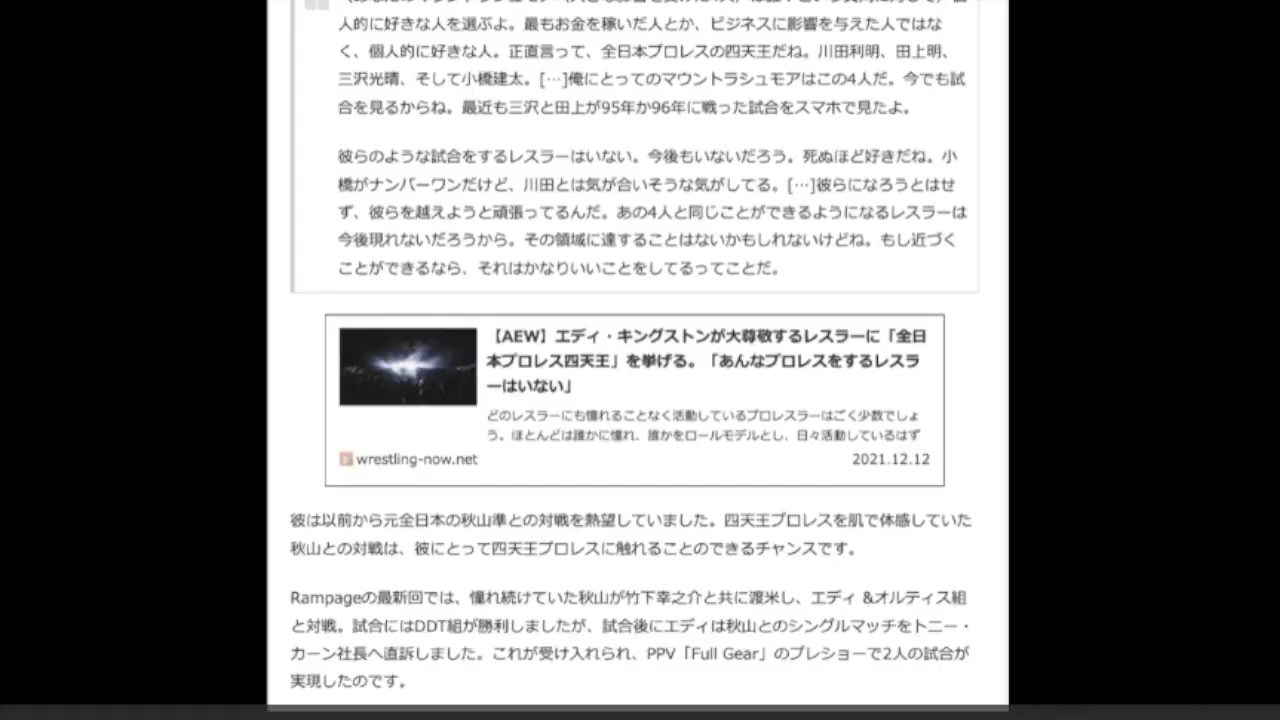 人的に好きな人を選ぶよ。最もお金を稼いだ人とか、ビジネスに影響を与えた人ではな
く、個人的に好きな人。正直言って、全日本プロレスの四天王だね。川田利明、田上明、
三沢光晴、そして小橋建太。[…]俺にとってのマウントラシュモアはこの4人だ。今でも試
合を見るからね。最近も三沢と田上が95年か96年に戦った試合をスマホで見たよ。
彼らのような試合をするレスラーはいない。今後もいないだろう。死ぬほど好きだね。小
橋がナンバーワンだけど、川田とは気が合いそうな気がしてる。[…]彼らになろうとはせ
ず、彼らを越えようと頑張ってるんだ。あの4人と同じことができるようになるレスラーは
今後現れないだろうから。その領域に達することはないかもしれないけどね。もし近づく
ことができるなら、それはかなりいいことをしてるってことだ。
【AEW】エディ・キングストンが大尊敬するレスラーに「全日
本プロレス四天王」を挙げる。「あんなプロレスをするレスラ
ーはいない」
どのレスラーにも憧れることなく活動しているプロレスラーはごく少数でしょ
う。ほとんどは誰かに憧れ、誰かをロールモデルとし、日々活動しているはず
wrestling-now.net
2021.12.12
彼は以前から元全日本の秋山準との対戦を熱望していました。四天王プロレスを肌で体感していた
秋山との対戦は、彼にとって四天王プロレスに触れることのできるチャンスです。
Rampageの最新回では、憧れ続けていた秋山が竹下幸之介と共に渡米し、エディ &オルティス組
と対戦。試合にはDDT組が勝利しましたが、試合後にエディは秋山とのシングルマッチをトニー・
カーン社長へ直訴しました。これが受け入れられ、PPV「Full Gear」のプレショーで2人の試合が
実現したのです。